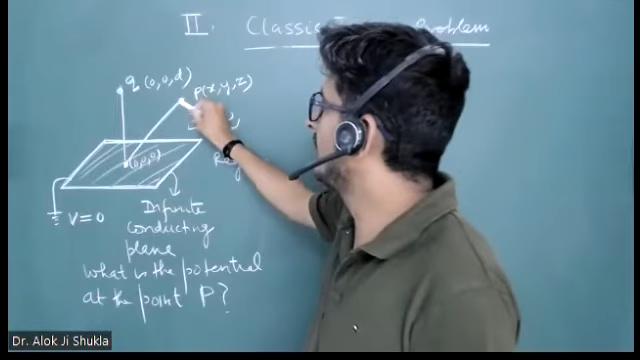 II. Classic Problem
q (0,0,d)
P(x,y,z)
(0,0,0)
Reg
V=0
Infinite
conducting
plane
What is the potential
at the point P?
Dr. Alok Ji Shukla